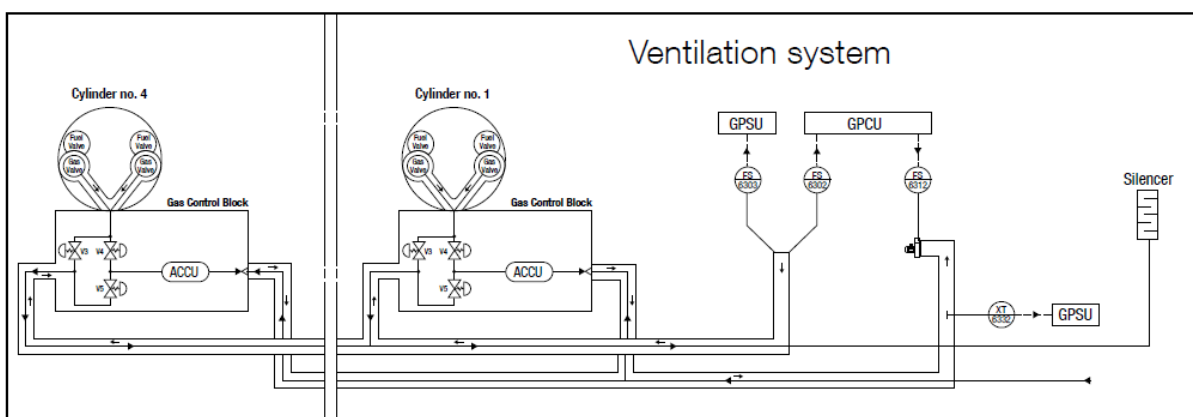 Ventilation system
Cylinder no. 4
Cylinder no. 1
Fuel
Valve
Fuel
Valve
Fuel
Valve
Fuel
Valve
Gas
Valve
Gas
Valve
Gas
Valve
Gas
Valve
GPSU
GPCU
FS
6303
FS
6302
FS
6312
Silencer
Gas Control Block
Gas Control Block
V3
V4
V3
V4
ACCU
ACCU
V5
V5
XT
6332
GPSU